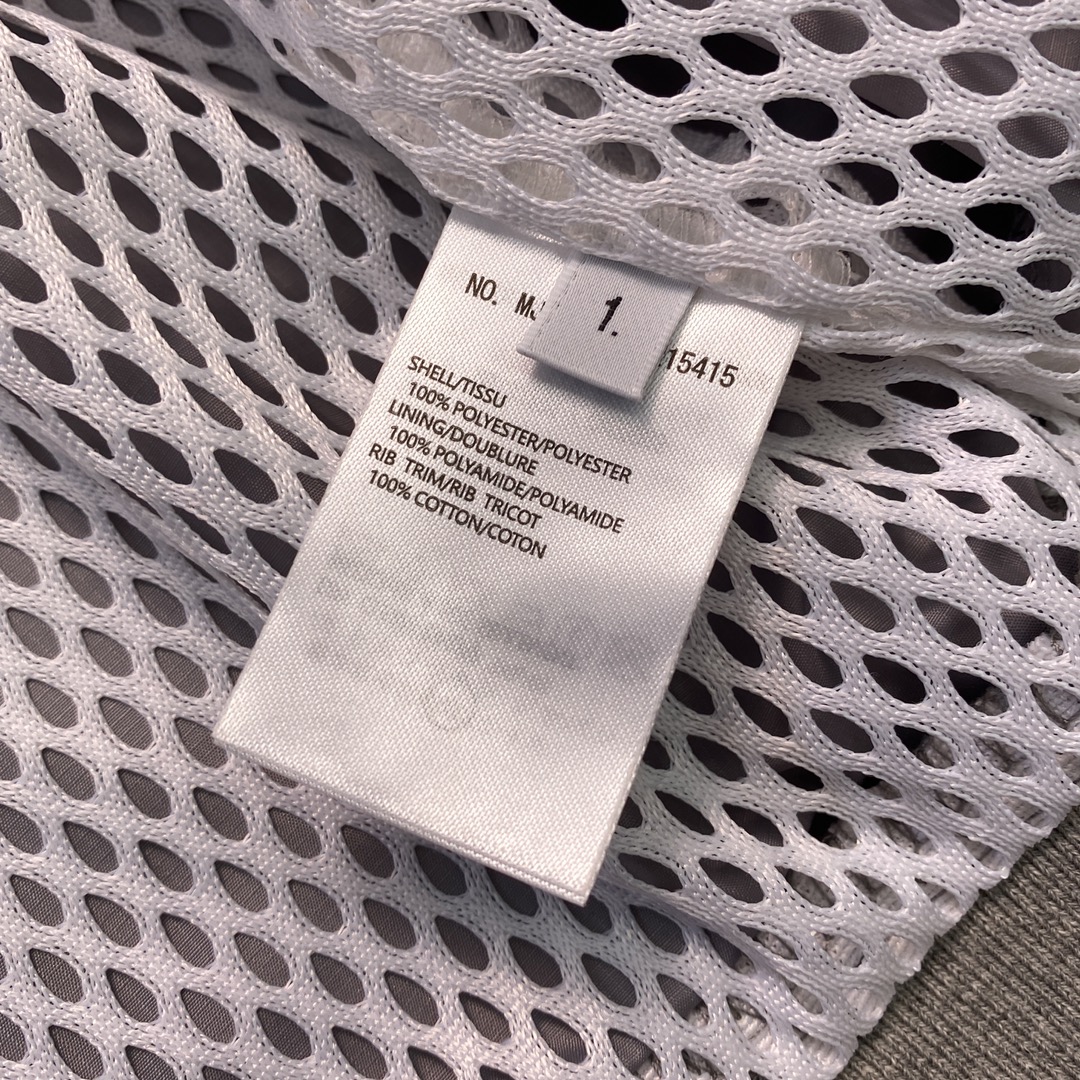 NO. M
1.
15415
SHELL/TISSU
100% POLYESTER/POLYESTER
LINING/DOUBLURE
100% POLYAMIDE/POLYAMIDE
RIB TRIM/RIB TRICOT
100% COTTON/COTON